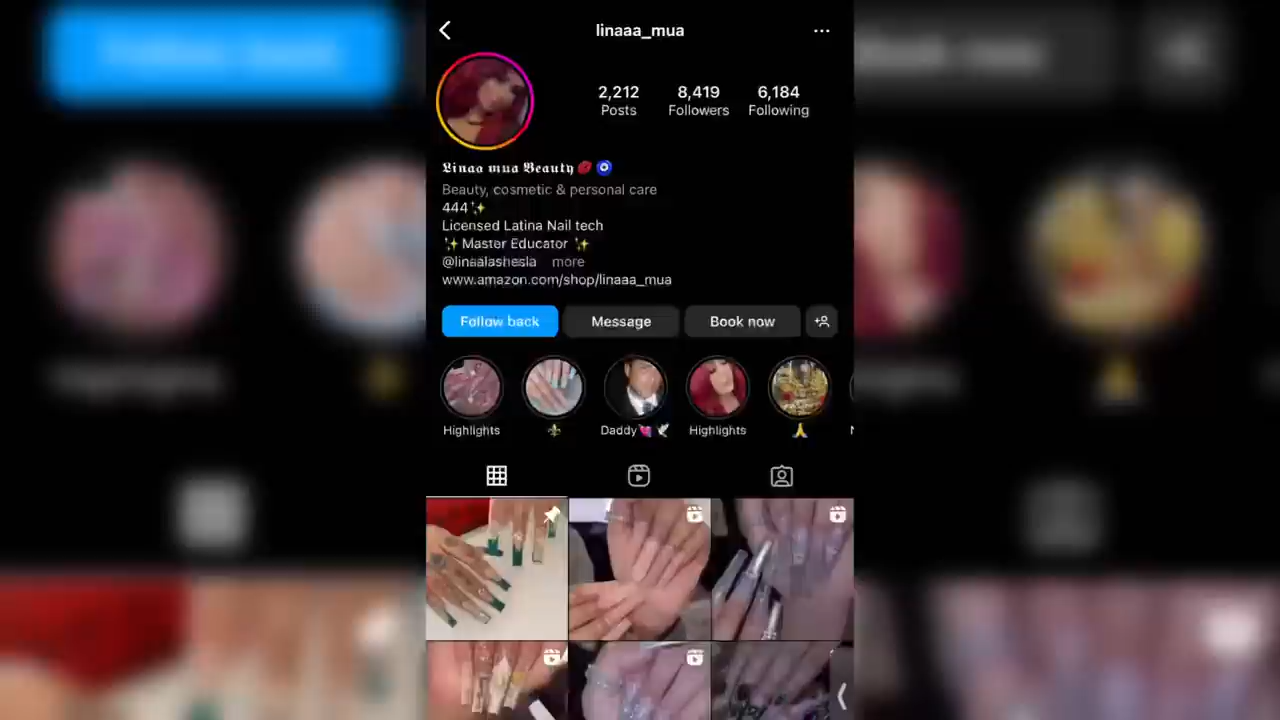 linaaa_mua
2,212 8,419 6,184
Posts Followers Following
𝕷𝖎𝖓𝖆𝖆 𝖒𝖚𝖆 𝕭𝖊𝖆𝖚𝖙𝖞 💋 🧿
Beauty, cosmetic & personal care
444✨
Licensed Latina Nail tech
✨ Master Educator ✨
more
www.amazon.com/shop/linaaa_mua
Follow back Message Book now
Highlights ⚜️ Daddy💘 🕊️ Highlights 🙏